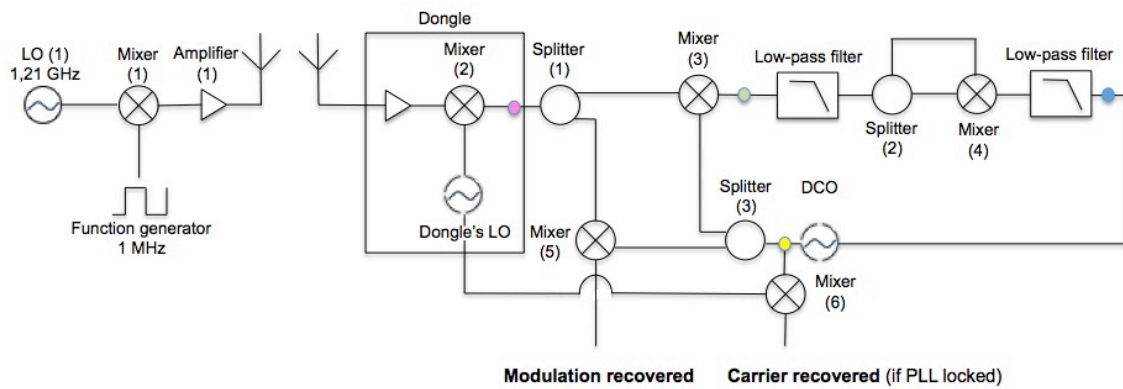 Dongle
LO (1)
1,21 GHz
Mixer
(1)
Amplifier
(1)
Mixer
(2)
Splitter
(1)
Mixer
(3)
Low-pass filter
Splitter
(2)
Mixer
(4)
Low-pass filter
Function generator
1 MHz
Dongle's LO
Mixer
(5)
Splitter
(3)
DCO
Mixer
(6)
Modulation recovered
Carrier recovered (if PLL locked)